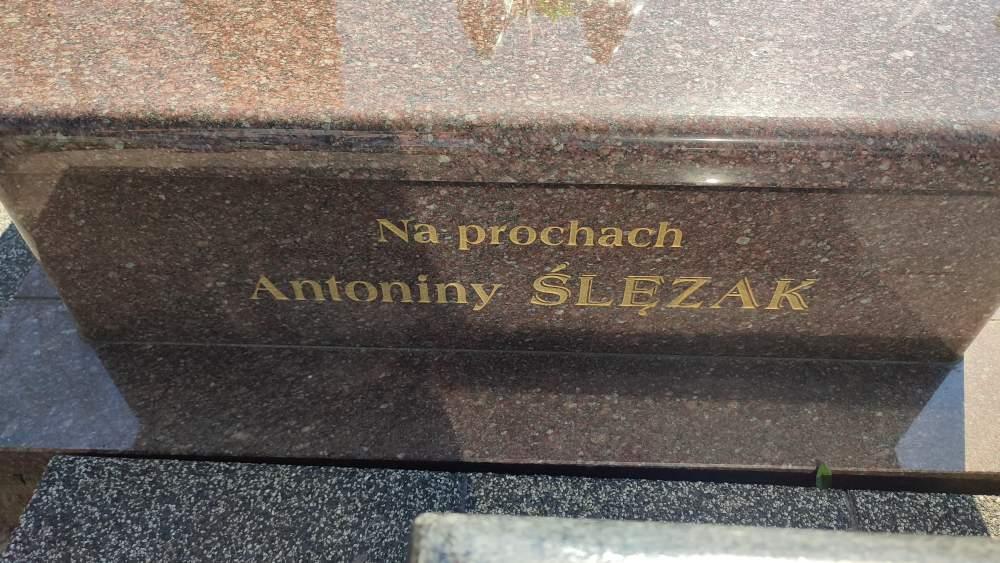 Na prochach
Antoniny ŚLĘZAK